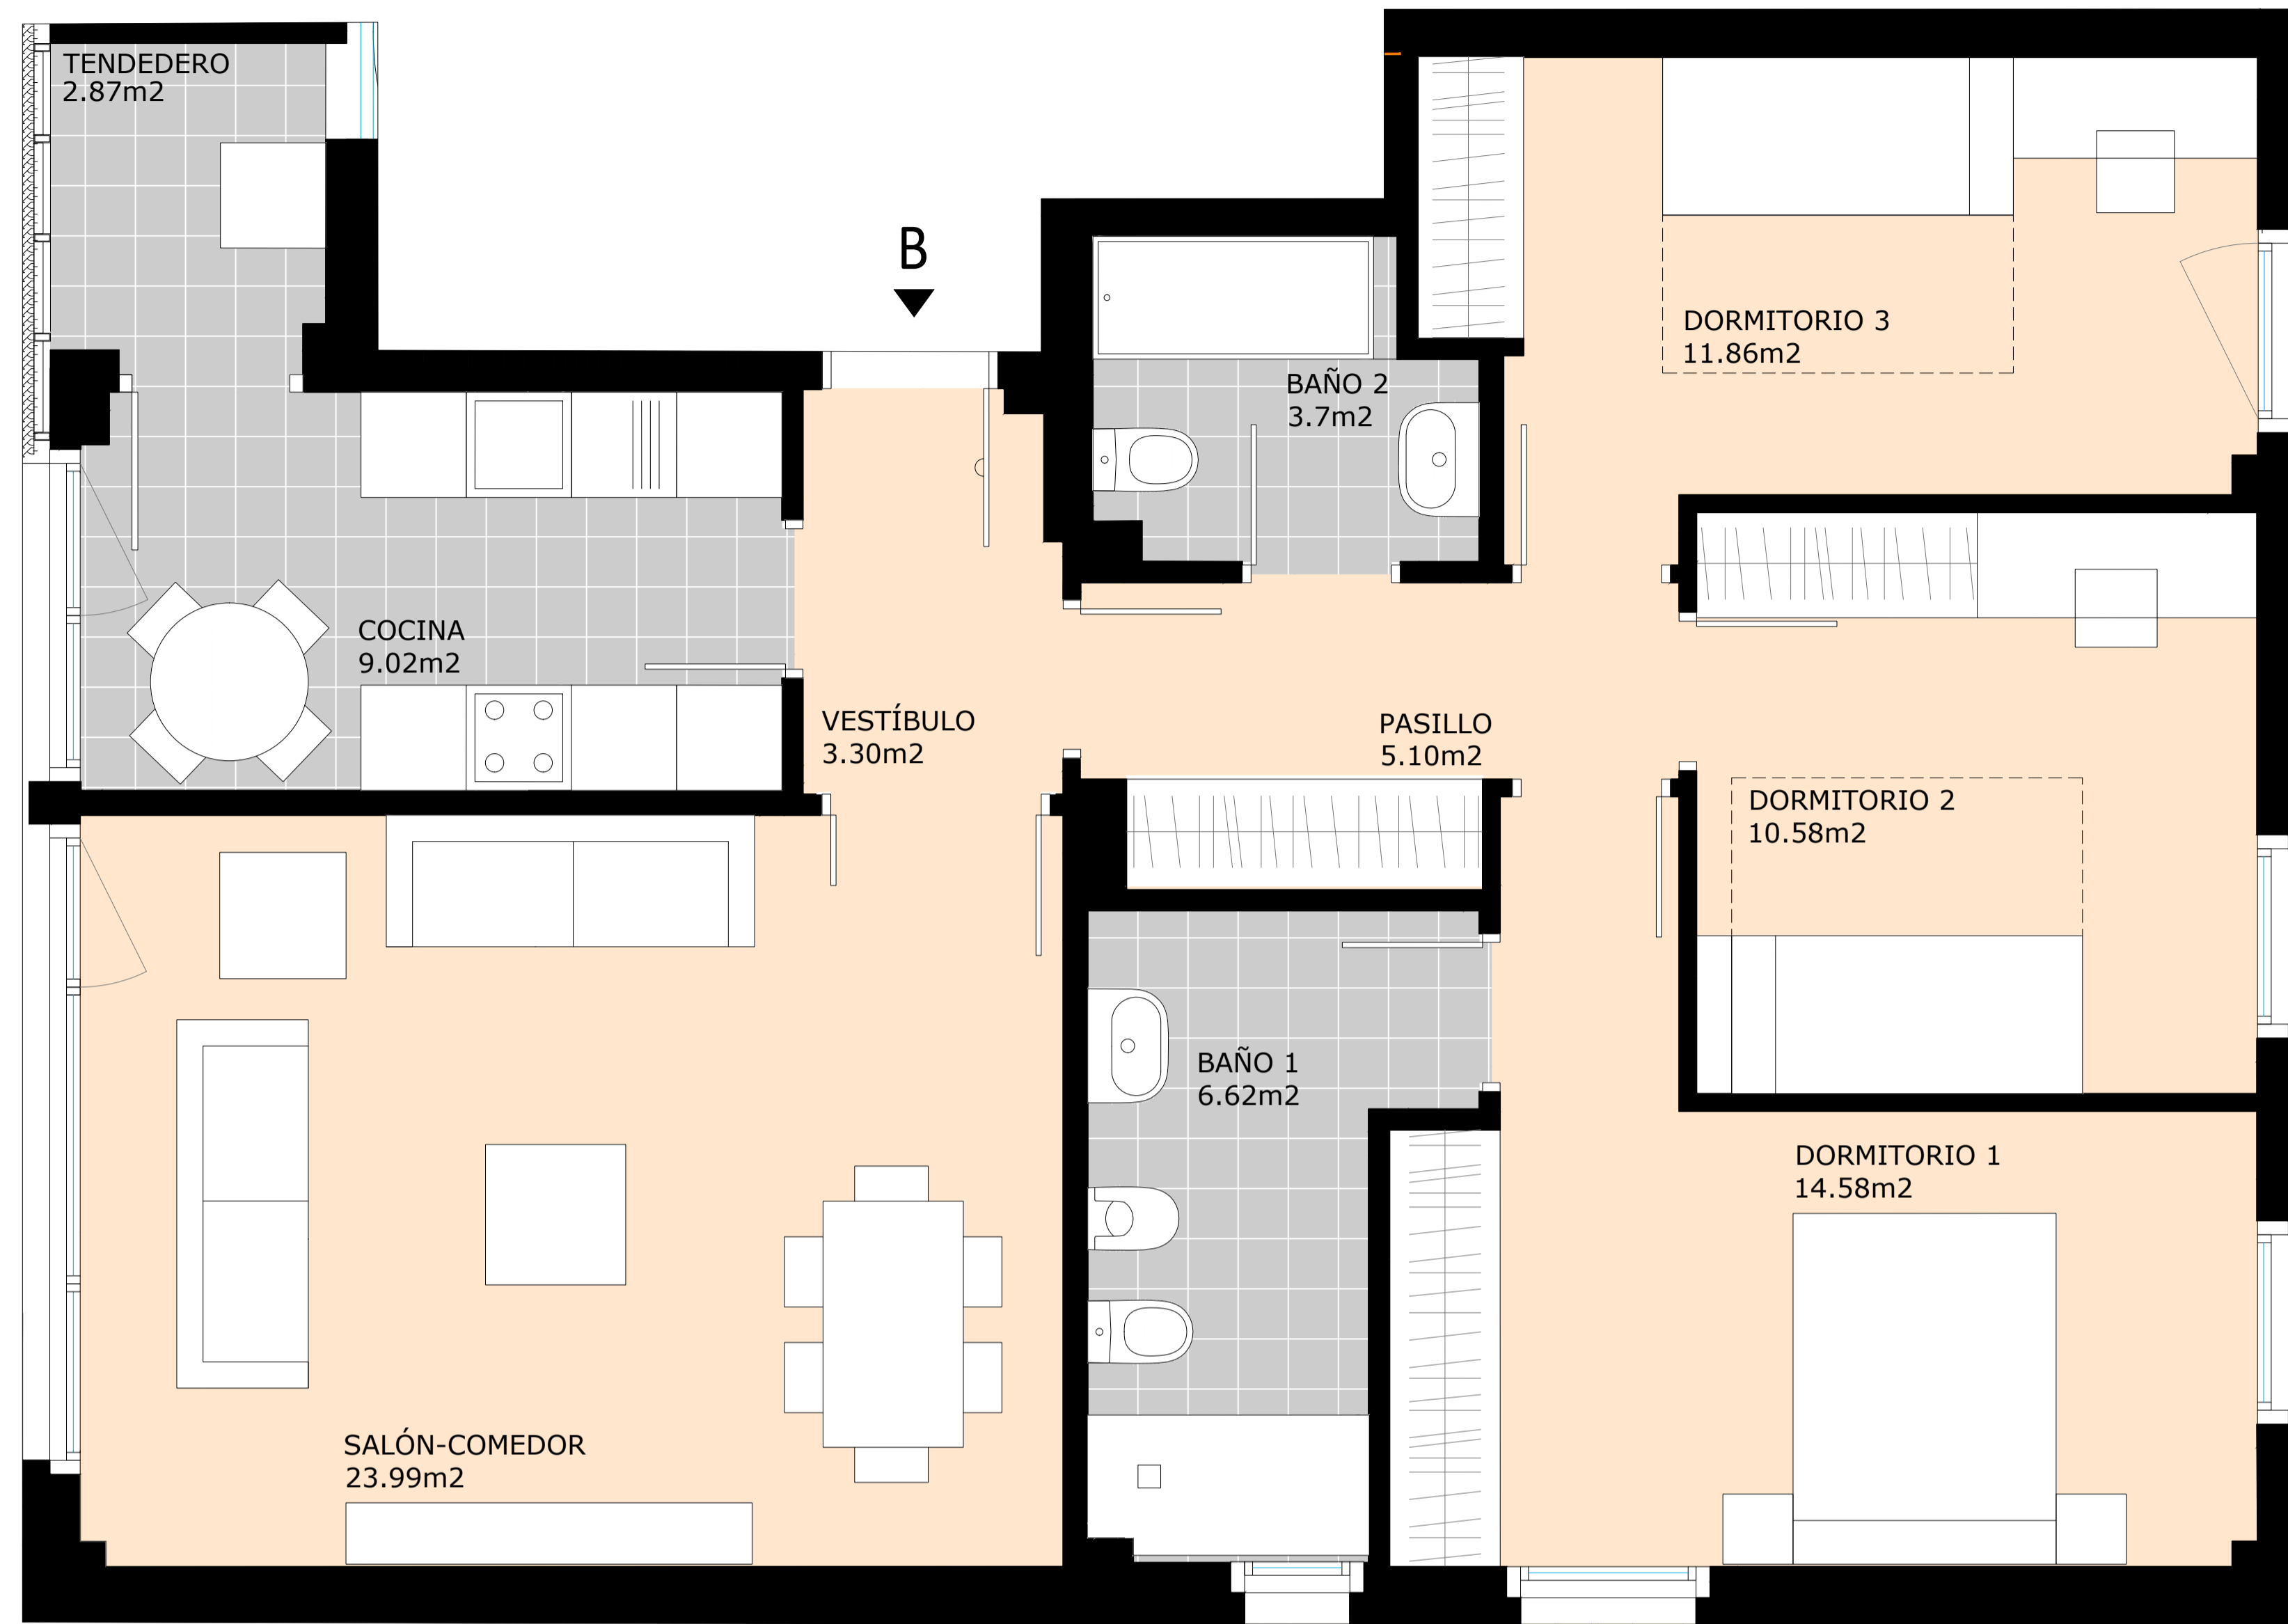 TENDEDERO
2.87m2
B
DORMITORIO 3
11.86m2
BAÑO 2
3.7m2
COCINA
9.02m2
VESTÍBULO
3.30m2
PASILLO
5.10m2
DORMITORIO 2
10.58m2
BAÑO 1
6.62m2
DORMITORIO 1
14.58m2
SALÓN-COMEDOR
23.99m2